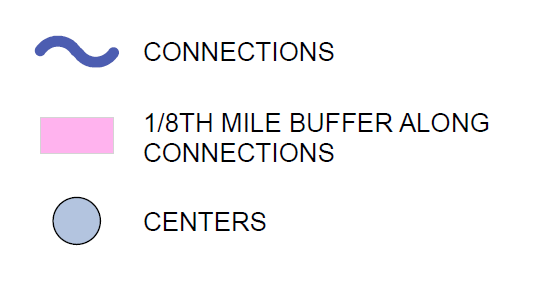 CONNECTIONS
1/8TH MILE BUFFER ALONG
CONNECTIONS
CENTERS